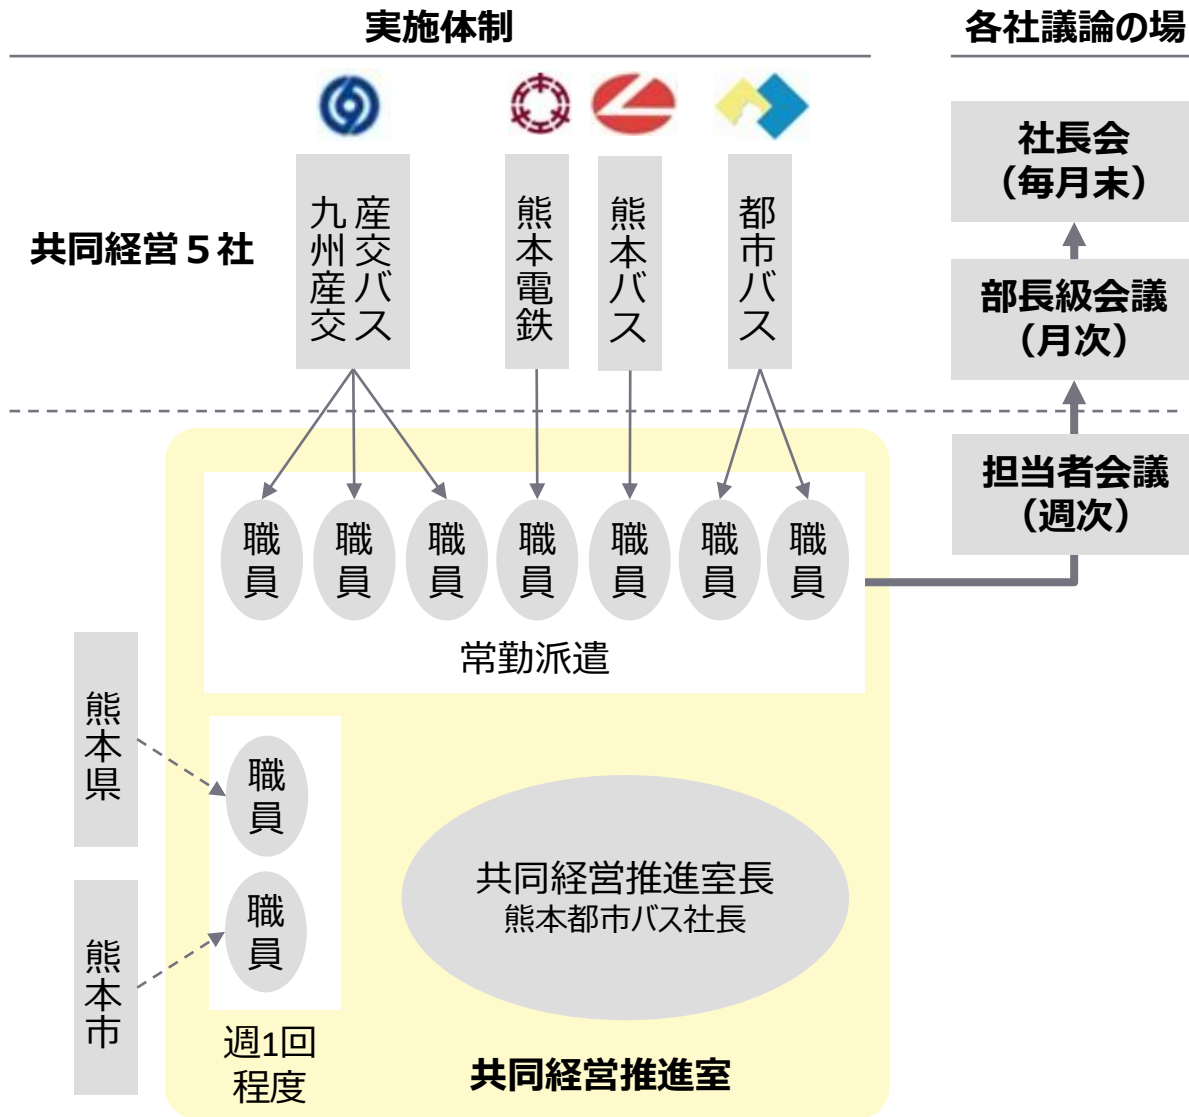 実施体制
各社議論の場
共同経営５社
産交バス
九州産交
熊本電鉄
熊本バス
都市バス
社長会
（毎月末）
部長級会議
（月次）
担当者会議
（週次）
職員
職員
職員
職員
職員
職員
職員
常勤派遣
熊本県
職員
熊本市
職員
週1回
程度
共同経営推進室長
熊本都市バス社長
共同経営推進室